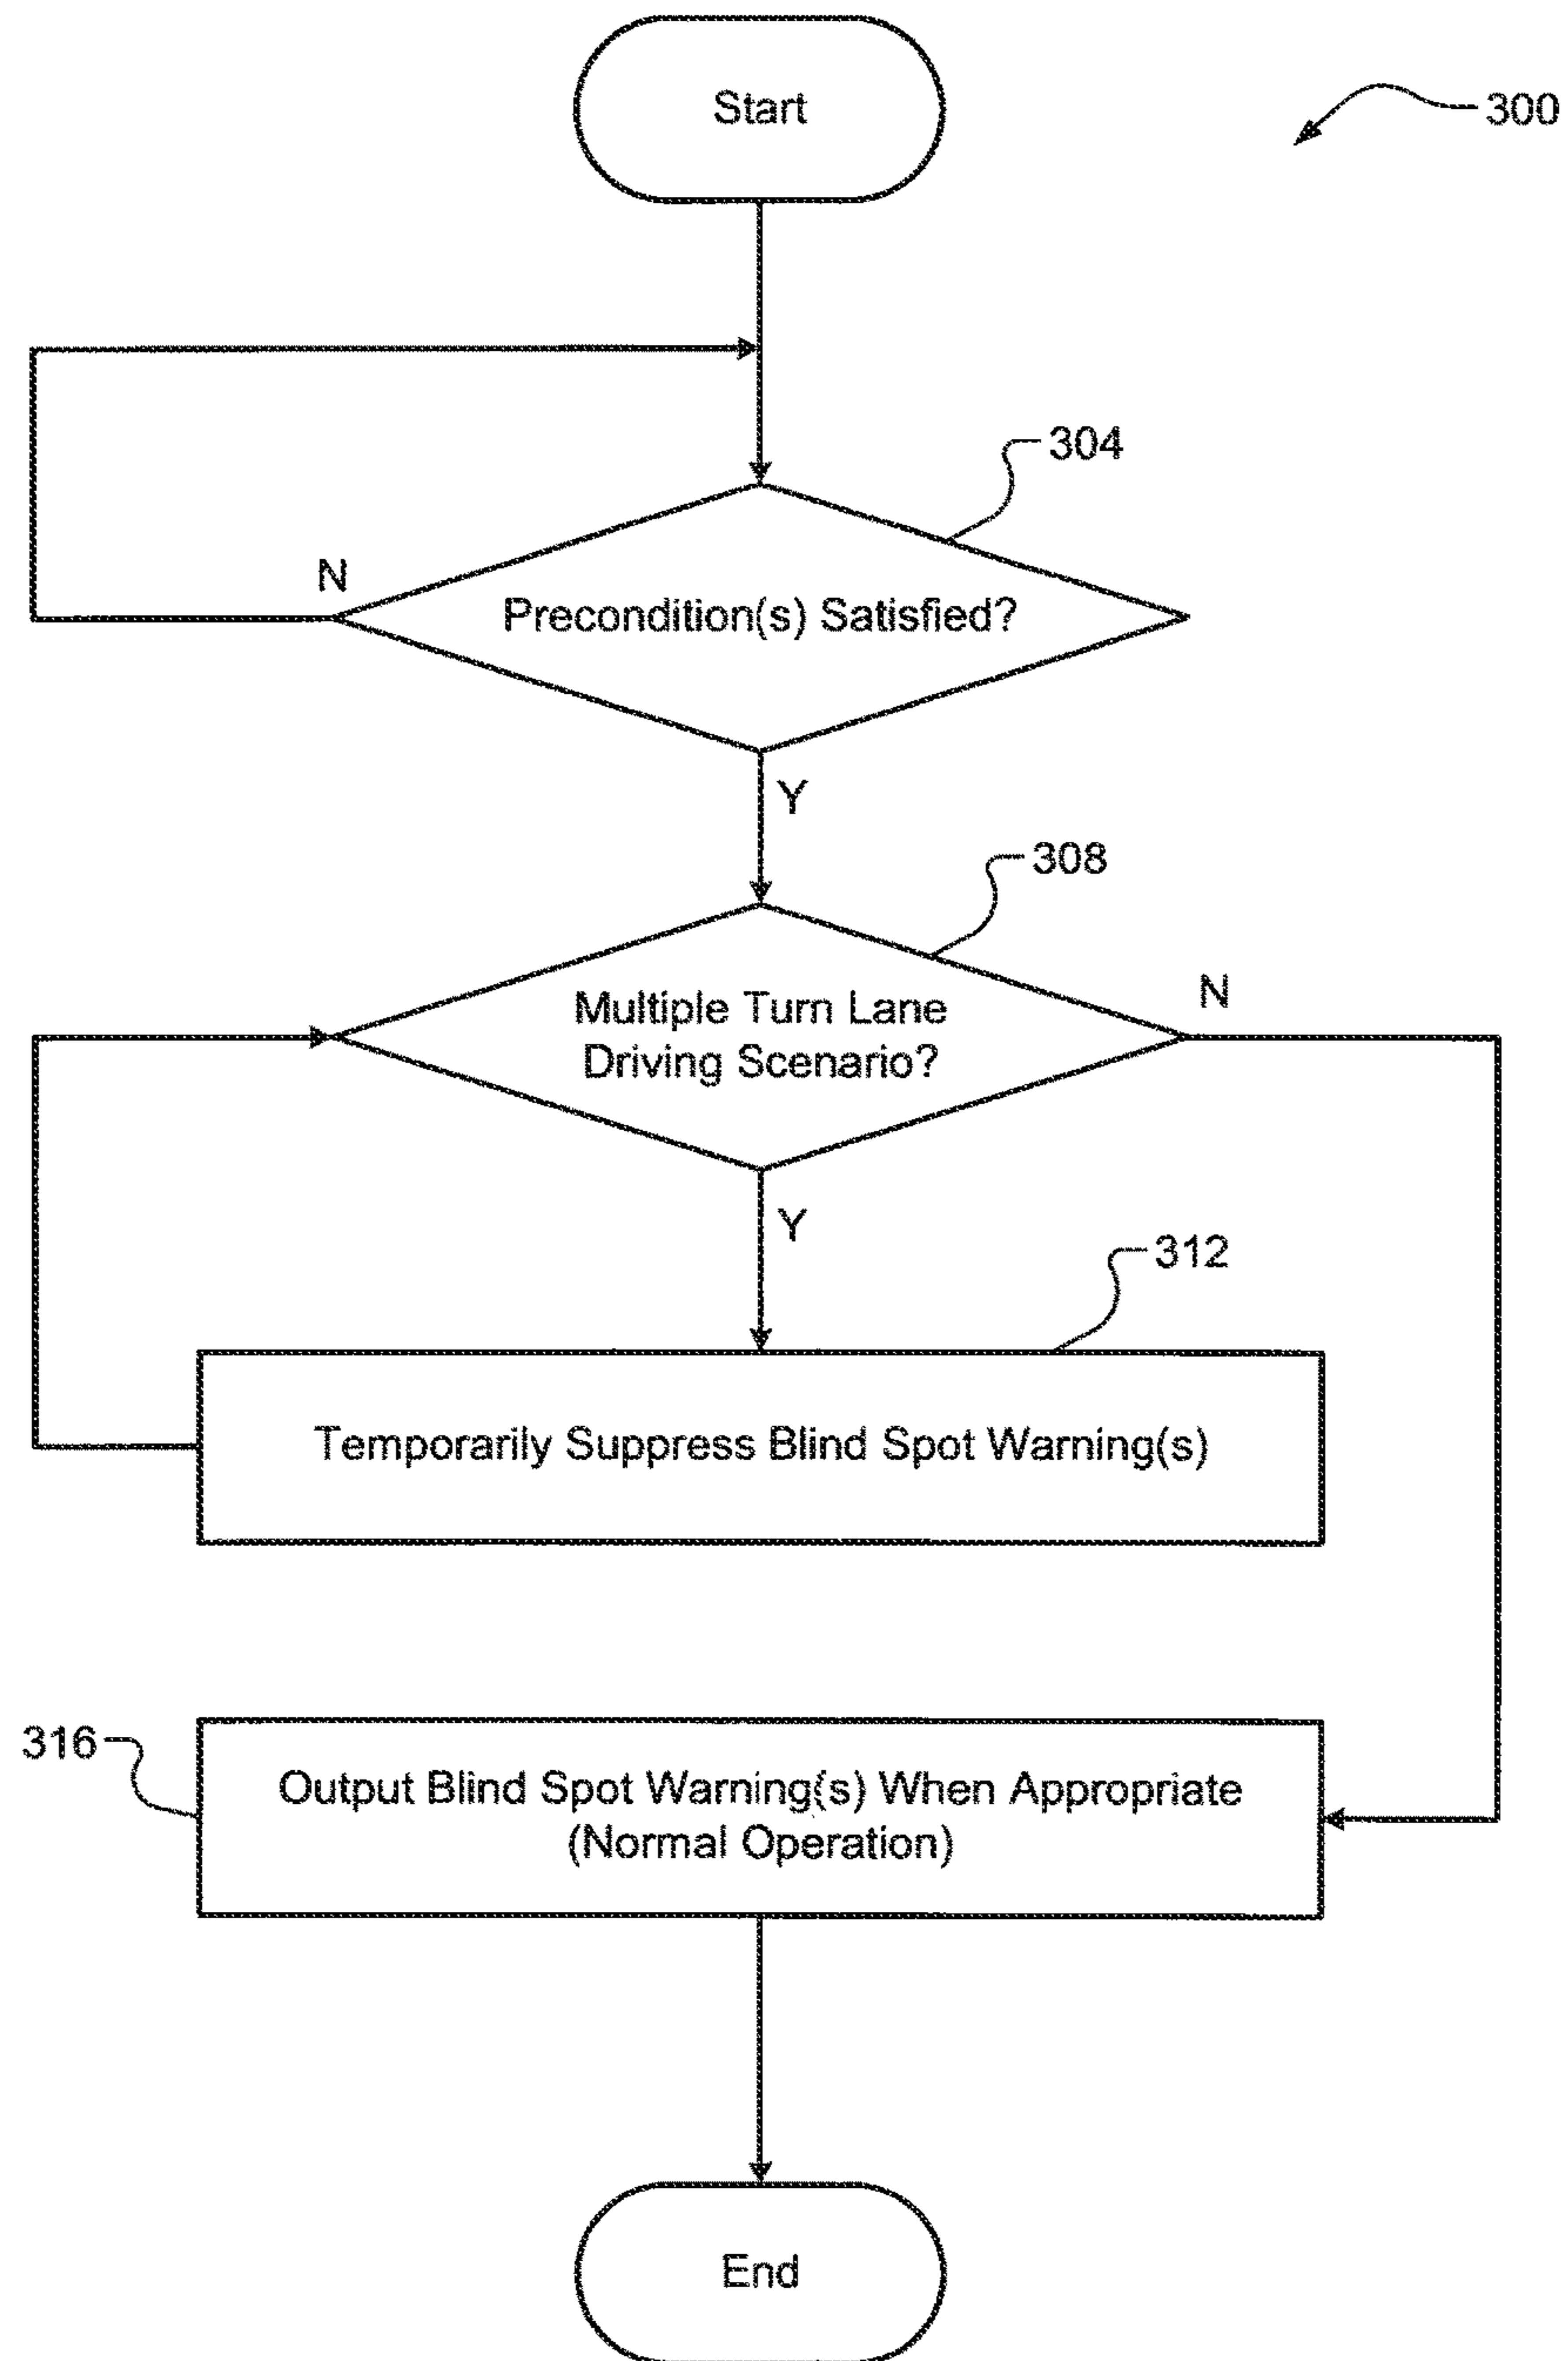 Start
300
304
N
Precondition(s) Satisfied?
Y
308
N
Multiple Turn Lane
Driving Scenario?
Y
312
Temporarily Suppress Blind Spot Warning(s)
316
Output Blind Spot Warning(s) When Appropriate
(Normal Operation)
End